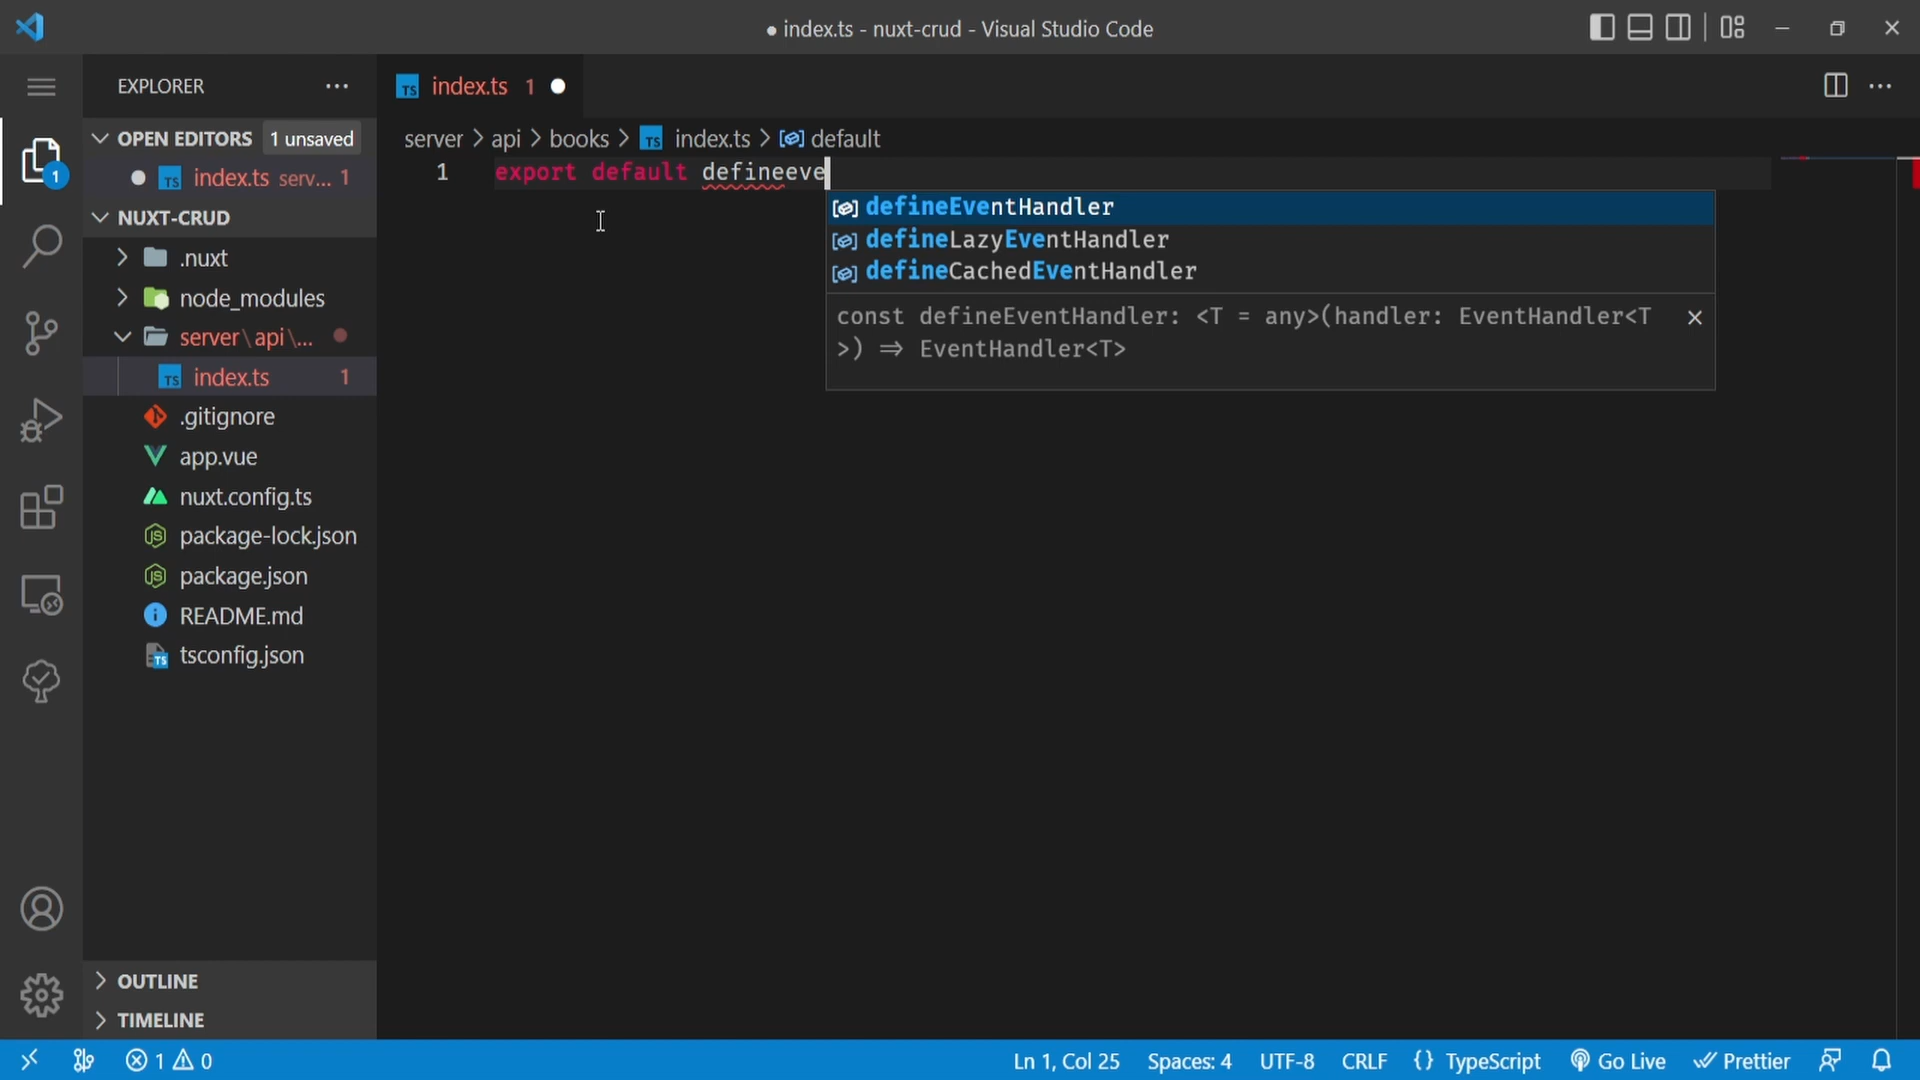 ● index.ts - nuxt-crud - Visual Studio Code
EXPLORER
index.ts 1
OPEN EDITORS 1 unsaved
index.ts serv... 1
NUXT-CRUD
.nuxt
node_modules
server\api\...
index.ts 1
.gitignore
app.vue
nuxt.config.ts
package-lock.json
package.json
README.md
tsconfig.json
OUTLINE
TIMELINE
1
server > api > books > TS index.ts > default
1 export default defineeve
defineEventHandler
defineLazyEventHandler
defineCachedEventHandler
const defineEventHandler: <T = any>(handler: EventHandler<T
>) => EventHandler<T>
1 0
Ln 1, Col 25 Spaces: 4 UTF-8 CRLF {} TypeScript Go Live Prettier